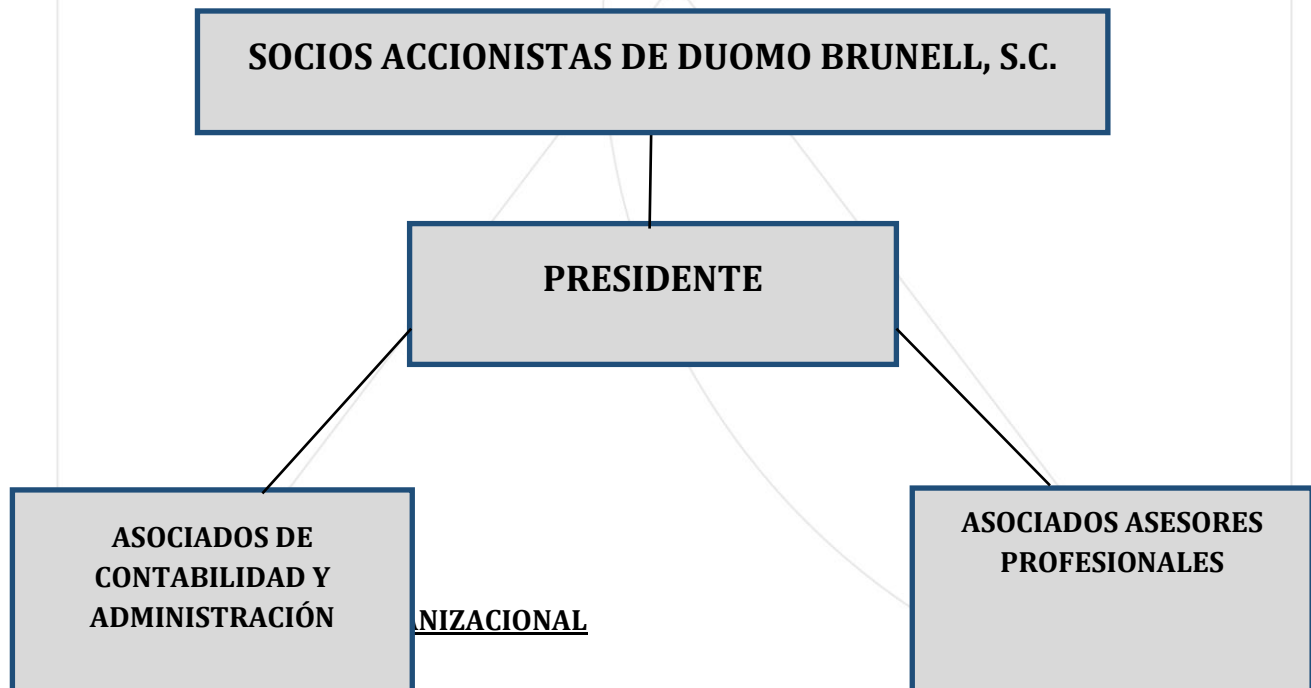 SOCIOS ACCIONISTAS DE DUOMO BRUNELL, S.C.
PRESIDENTE
ASOCIADOS DE
CONTABILIDAD Y
ADMINISTRACIÓN
ASOCIADOS ASESORES
PROFESIONALES
ANIZACIONAL